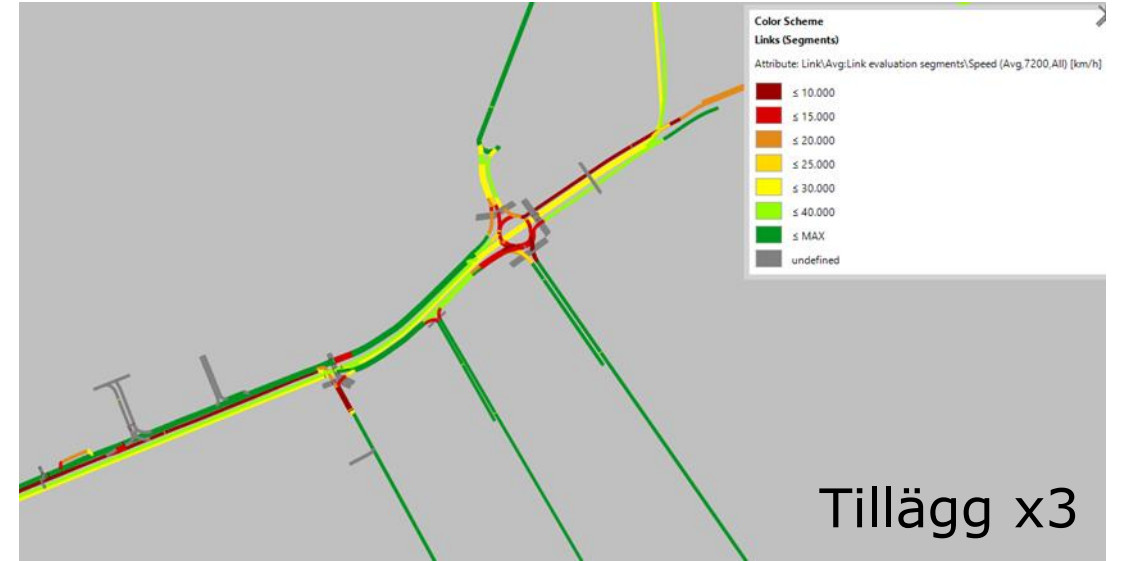 Color Scheme
Links (Segments)
Attribute: Link\Avg:Link evaluation segments\Speed (Avg,7200,All) [km/h]
≤ 10.000
≤ 15.000
≤ 20.000
≤ 25.000
≤ 30.000
≤ 40.000
≤ MAX
undefined
Tillägg x3